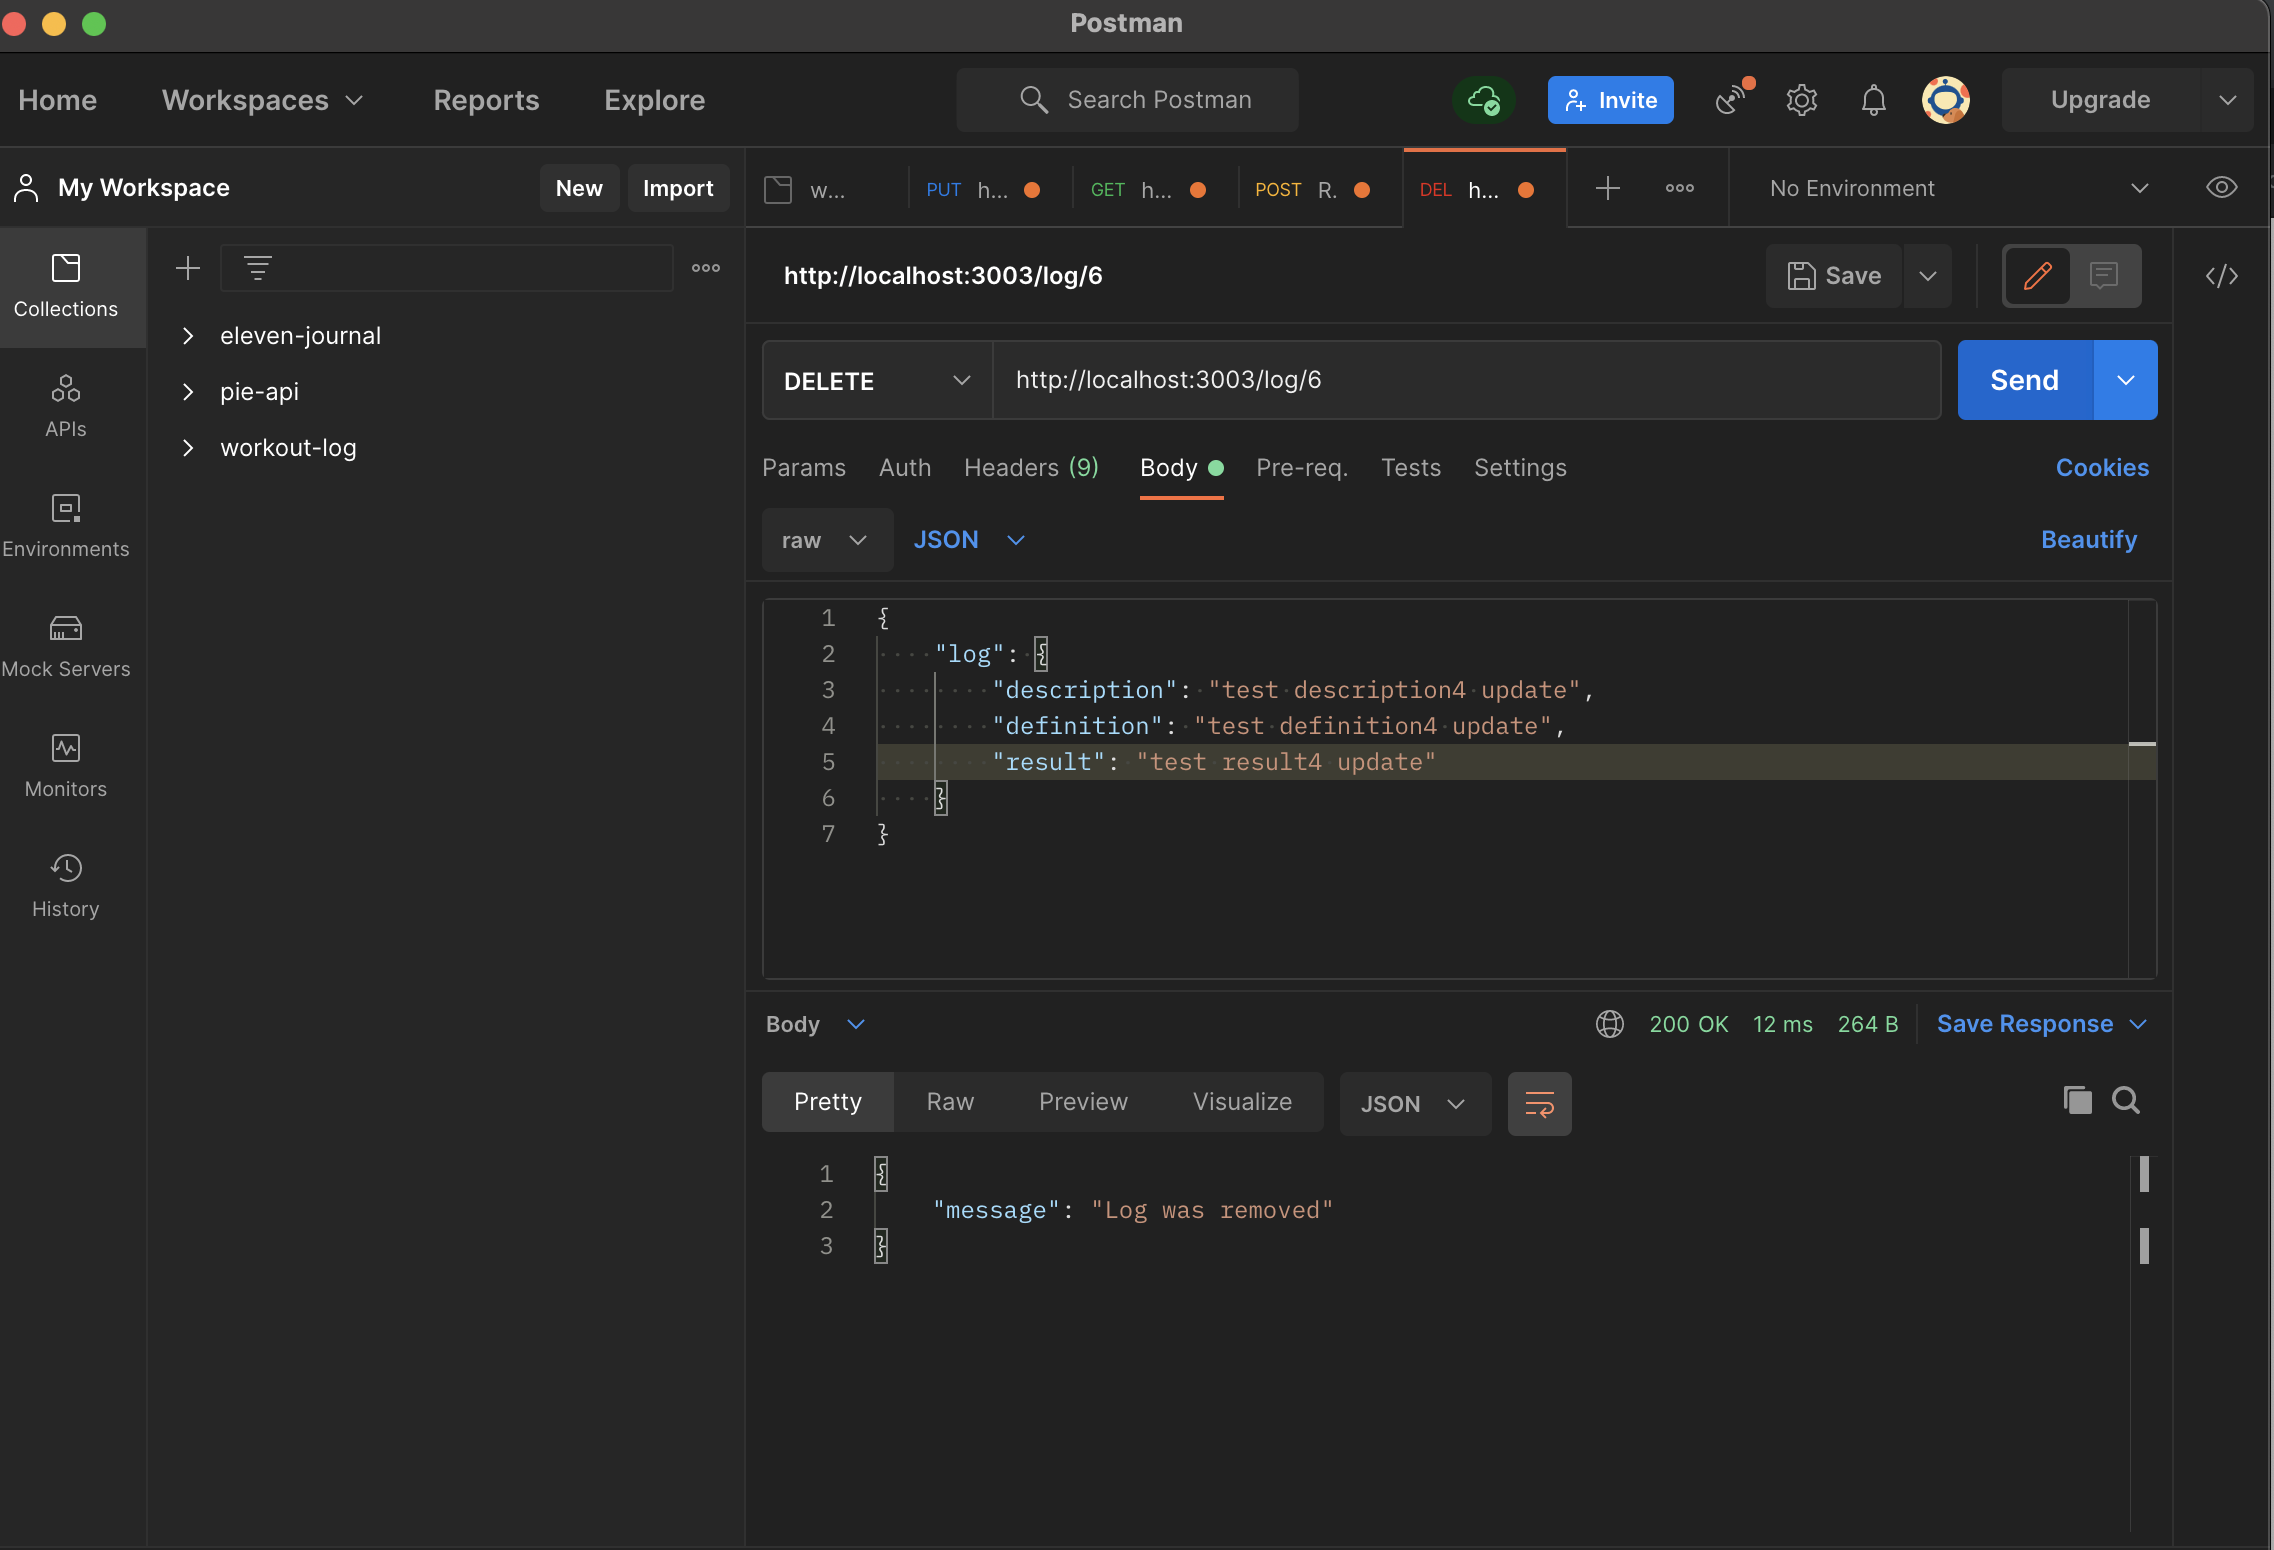 Postman
Home Workspaces Reports Explore Search Postman Invite Upgrade
My Workspace New Import w... PUT h... GET h... POST R. DEL h... No Environment
Collections
APIs
Environments
Mock Servers
Monitors
History
eleven-journal
pie-api
workout-log
http://localhost:3003/log/6 Save
DELETE http://localhost:3003/log/6 Send
Params Auth Headers (9) Body Pre-req. Tests Settings Cookies
raw JSON Beautify
1 {
2 "log": {
3 "description": "test description4 update",
4 "definition": "test definition4 update",
5 "result": "test result4 update"
6 }
7 }
Body 200 OK 12 ms 264 B Save Response
Pretty Raw Preview Visualize JSON
1 {
2 "message": "Log was removed"
3 }